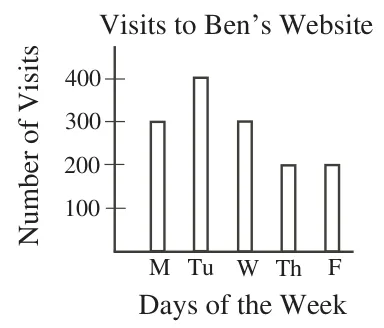 Visits to Ben’s Website
Number of Visits
400
300
200
100
M Tu W Th F
Days of the Week